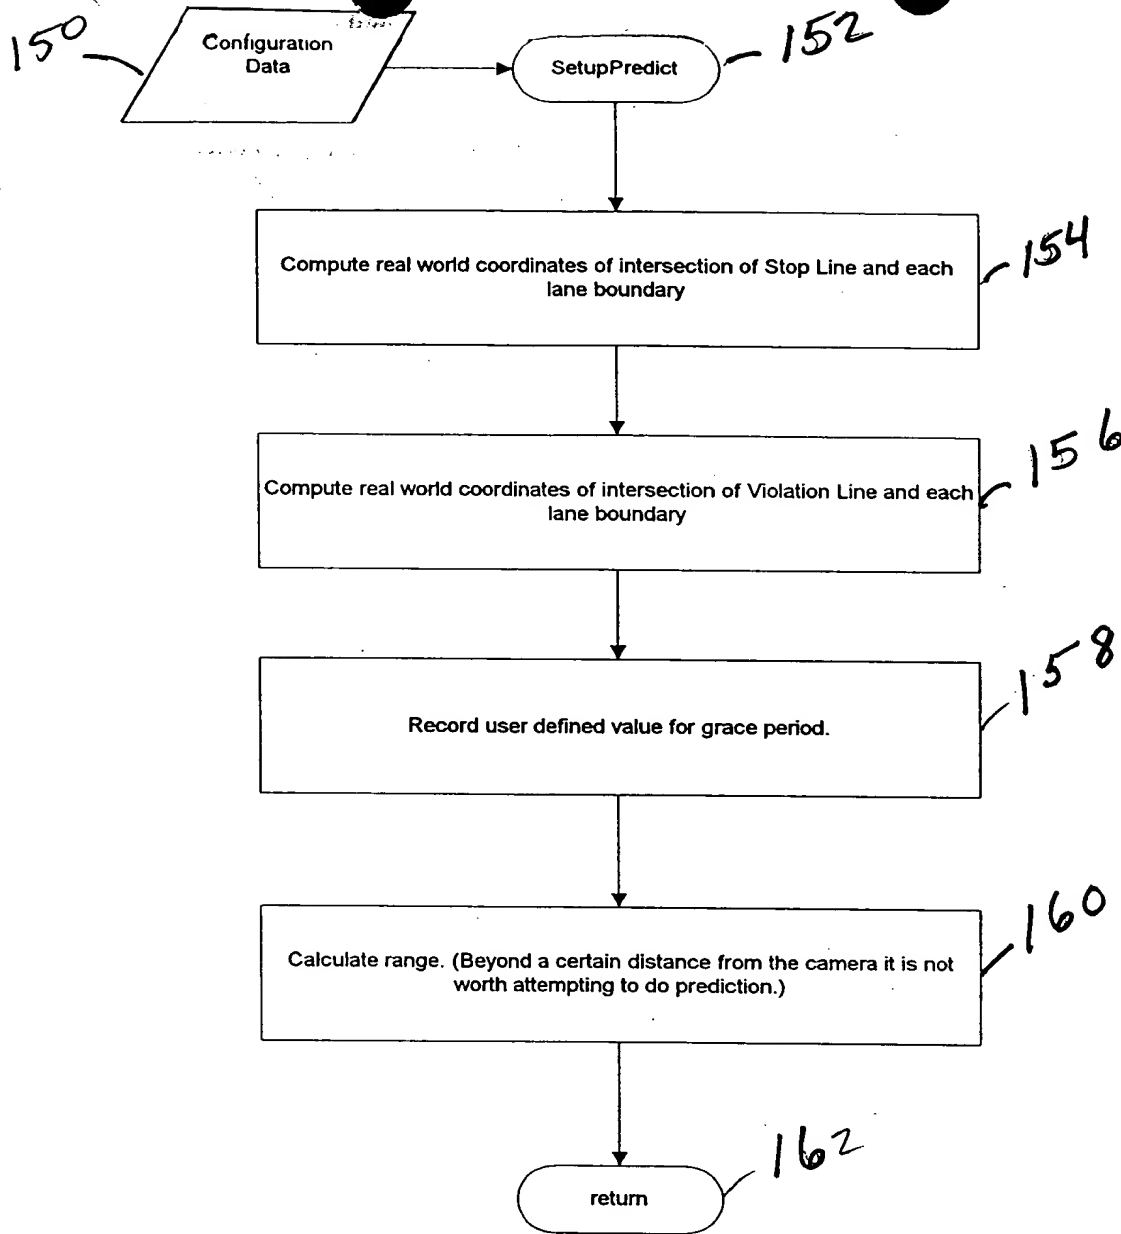 150
Configuration
Data
SetupPredict
152
Compute real world coordinates of intersection of Stop Line and each
lane boundary
154
Compute real world coordinates of intersection of Violation Line and each
lane boundary
156
Record user defined value for grace period.
158
Calculate range. (Beyond a certain distance from the camera it is not
worth attempting to do prediction.)
160
return
162